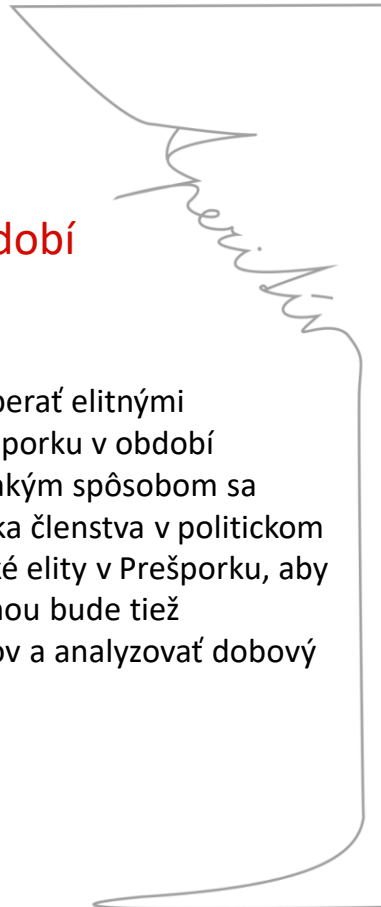 dobí
berať elitnými
šporku v období
akým spôsobom sa
ka členstva v politickom
ké elity v Prešporku, aby
nou bude tiež
ov a analyzovať dobový